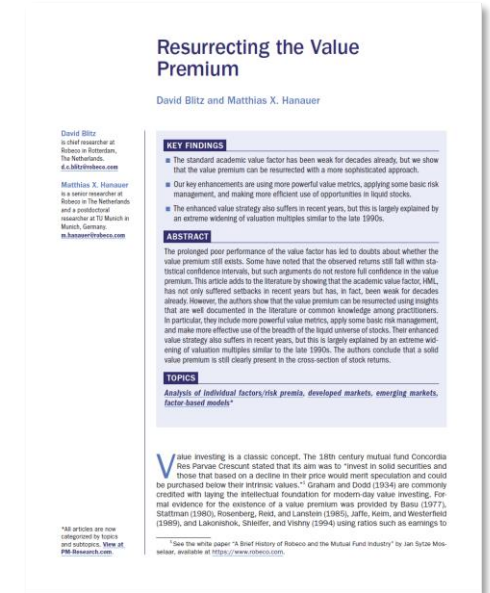 Resurrecting the Value
Premium
David Blitz and Matthias X. Hanauer
David Blitz
is chief researcher at
Robeco in Rotterdam,
The Netherlands.
d.c.blitz@robeco.com
Matthias X. Hanauer
is a senior researcher at
Robeco in The Netherlands
and a postdoctoral
researcher at TU Munich in
Munich, Germany.
m.hanauer@robeco.com
KEY FINDINGS
■ The standard academic value factor has been weak for decades already, but we show
that the value premium can be resurrected with a more sophisticated approach.
■ Our key enhancements are using more powerful value metrics, applying some basic risk
management, and making more efficient use of opportunities in liquid stocks.
■ The enhanced value strategy also suffers in recent years, but this is largely explained by
an extreme widening of valuation multiples similar to the late 1990s.
ABSTRACT
The prolonged poor performance of the value factor has led to doubts about whether the
value premium still exists. Some have noted that the observed returns still fall within sta-
tistical confidence intervals, but such arguments do not restore full confidence in the value
premium. This article adds to the literature by showing that the academic value factor, HML,
has not only suffered setbacks in recent years but has, in fact, been weak for decades
already. However, the authors show that the value premium can be resurrected using insights
that are well documented in the literature or common knowledge among practitioners.
In particular, they include more powerful value metrics, apply some basic risk management,
and make more effective use of the breadth of the liquid universe of stocks. Their enhanced
value strategy also suffers in recent years, but this is largely explained by an extreme wid-
ening of valuation multiples similar to the late 1990s. The authors conclude that a solid
value premium is still clearly present in the cross-section of stock returns.
TOPICS
Analysis of individual factors/risk premia, developed markets, emerging markets,
factor-based models*
Value investing is a classic concept. The 18th century mutual fund Concordia
Res Parvae Crescunt stated that its aim was to "invest in solid securities and
those that based on a decline in their price would merit speculation and could
be purchased below their intrinsic values."1 Graham and Dodd (1934) are commonly
credited with laying the intellectual foundation for modern-day value investing. For-
mal evidence for the existence of a value premium was provided by Basu (1977),
Stattman (1980), Rosenberg, Reid, and Lanstein (1985), Jaffe, Keim, and Westerfield
(1989), and Lakonishok, Shleifer, and Vishny (1994) using ratios such as earnings to
*All articles are now
categorized by topics
and subtopics. View at
PM-Research.com.
1See the white paper "A Brief History of Robeco and the Mutual Fund Industry" by Jan Sytze Mos-
selaar, available at https://www.robeco.com.